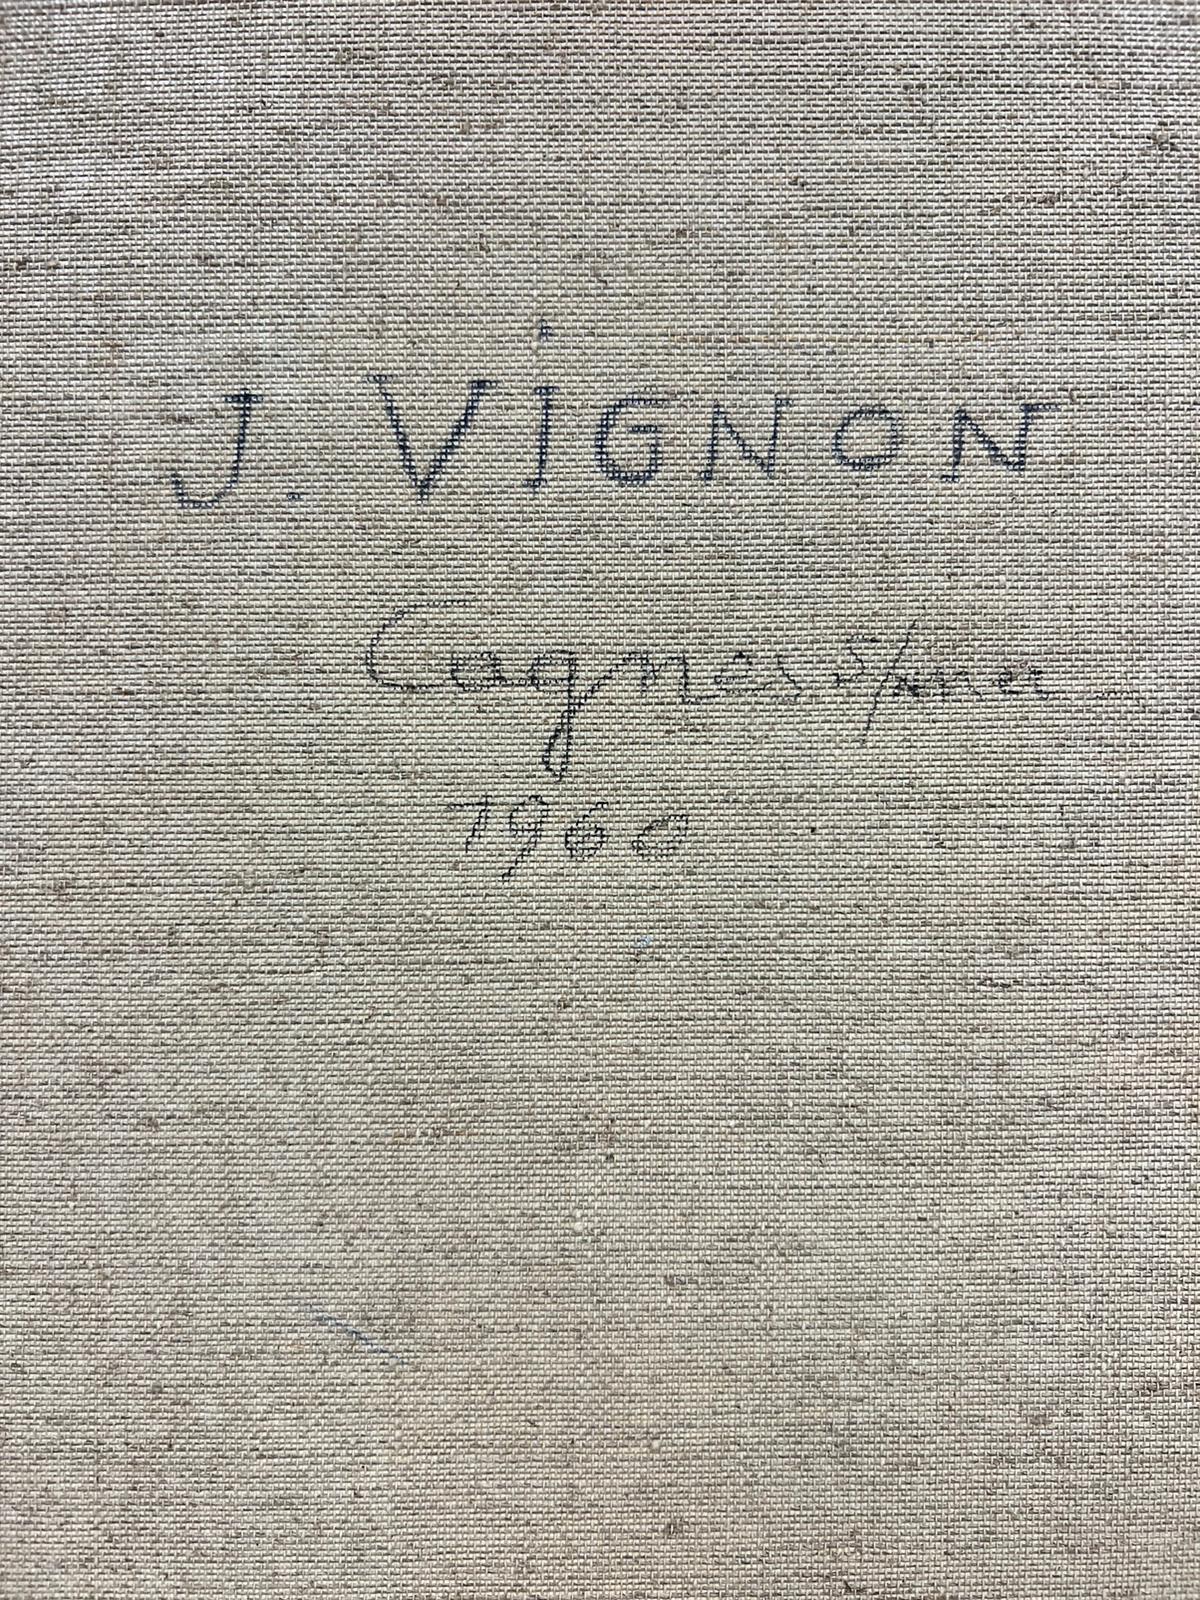 J. VIGNON
Cagnes s/mer
1960